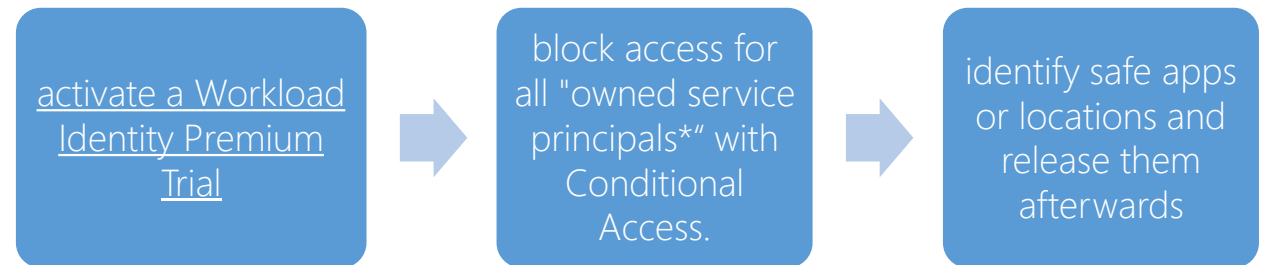 activate a Workload
Identity Premium
Trial
block access for
all "owned service
principals*“ with
Conditional
Access.
identify safe apps
or locations and
release them
afterwards